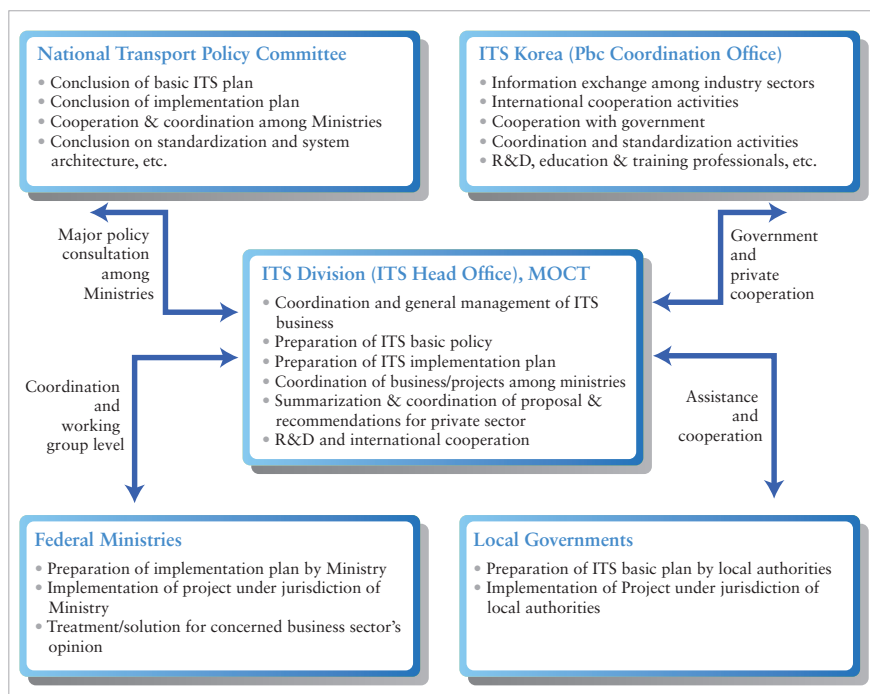 National Transport Policy Committee
• Conclusion of basic ITS plan
• Conclusion of implementation plan
• Cooperation & coordination among Ministries
• Conclusion on standardization and system
architecture, etc.
ITS Korea (Pbc Coordination Office)
• Information exchange among industry sectors
• International cooperation activities
• Cooperation with government
• Coordination and standardization activities
• R&D, education & training professionals, etc.
Major policy
consultation
among
Ministries
Government
and
private
cooperation
ITS Division (ITS Head Office), MOCT
• Coordination and general management of ITS
business
• Preparation of ITS basic policy
• Preparation of ITS implementation plan
• Coordination of business/projects among ministries
• Summarization & coordination of proposal &
recommendations for private sector
• R&D and international cooperation
Coordination
and
working
group level
Assistance
and
cooperation
Federal Ministries
• Preparation of implementation plan by Ministry
• Implementation of project under jurisdiction of
Ministry
• Treatment/solution for concerned business sector's
opinion
Local Governments
• Preparation of ITS basic plan by local authorities
• Implementation of Project under jurisdiction of
local authorities